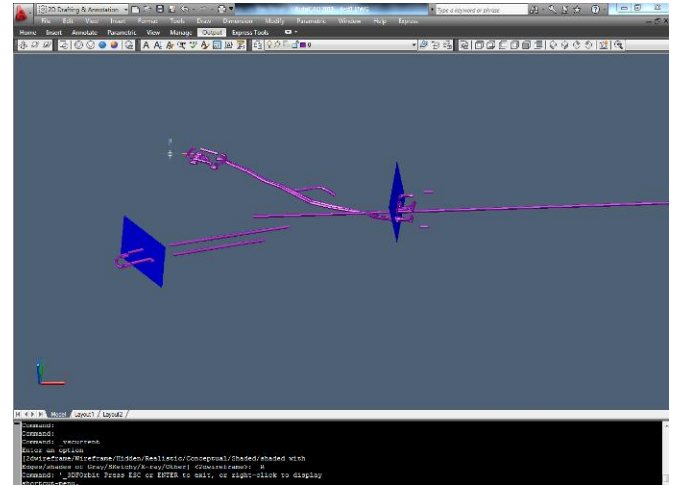 2D Drafting & Annotation
Type a keyword or phrase
File Edit View Insert Format Tools Draw Dimension Modify Parametric Window Help Express
Home Insert Annotate Parametric View Manage Output Express Tools
0
Model Layout1 Layout2
Command:
Command:
Command: _vscurrent
Enter an option
[2dwireframe/Wireframe/Hidden/Realistic/Conceptual/Shaded/shaded with
Edges/shades of Gray/SKetchy/X-ray/Other] <2dwireframe>: R
Command: '_3DFOrbit Press ESC or ENTER to exit, or right-click to display
shortcut-menu.